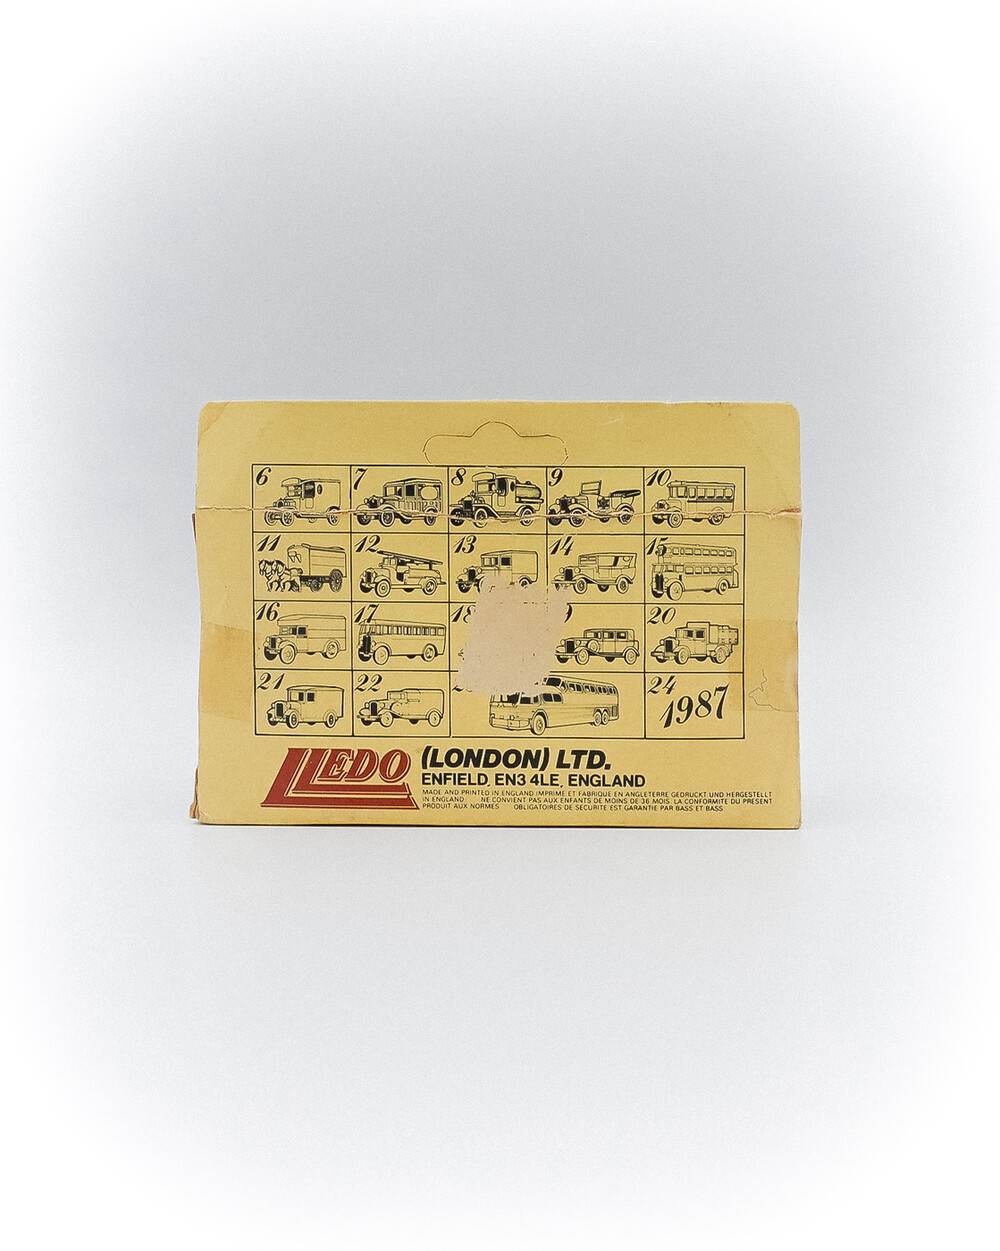 6 7 8 9 10
11 12 13 14 15
16 17 18 20
21 22 24 1987
LLEDO (LONDON) LTD.
ENFIELD, EN3 4LE, ENGLAND
MADE AND PRINTED IN ENGLAND IMPRIME ET FABRIQUE EN ANGLETERRE GEDRUCKT UND HERGESTELLT
IN ENGLAND NE CONVIENT PAS AUX ENFANTS DE MOINS DE 36 MOIS. LA CONFORMITE DU PRESENT
PRODUIT AUX NORMES OBLIGATOIRES DE SECURITE EST GARANTIE PAR BASS ET BASS